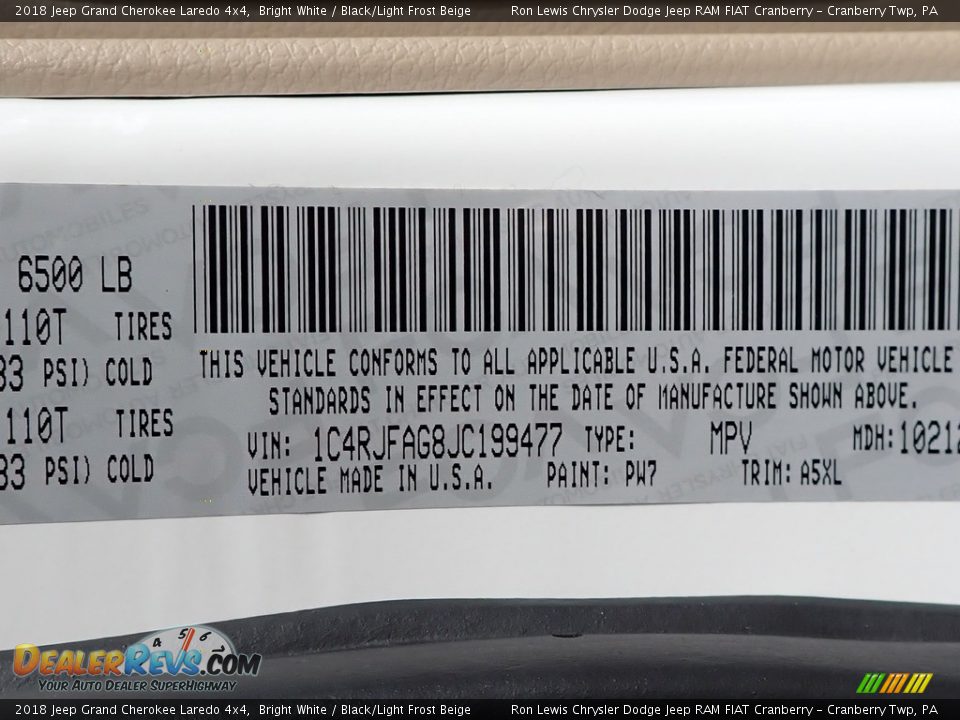 2018 Jeep Grand Cherokee Laredo 4x4,  Bright White / Black/Light Frost Beige Ron Lewis Chrysler Dodge Jeep RAM FIAT Cranberry - Cranberry Twp, PA
6500 LB
110T TIRES
33 PSI) COLD
110T TIRES
33 PSI) COLD
THIS VEHICLE CONFORMS TO ALL APPLICABLE U.S.A. FEDERAL MOTOR VEHICLE
STANDARDS IN EFFECT ON THE DATE OF MANUFACTURE SHOWN ABOVE.
VIN: 1C4RJFAG8JC199477 TYPE: MPV MDH: 10212
VEHICLE MADE IN U.S.A. PAINT: PW7 TRIM: A5XL
4 5 6
DealerRevs.com
Your Auto Dealer SuperHighway
2018 Jeep Grand Cherokee Laredo 4x4,  Bright White / Black/Light Frost Beige Ron Lewis Chrysler Dodge Jeep RAM FIAT Cranberry - Cranberry Twp, PA